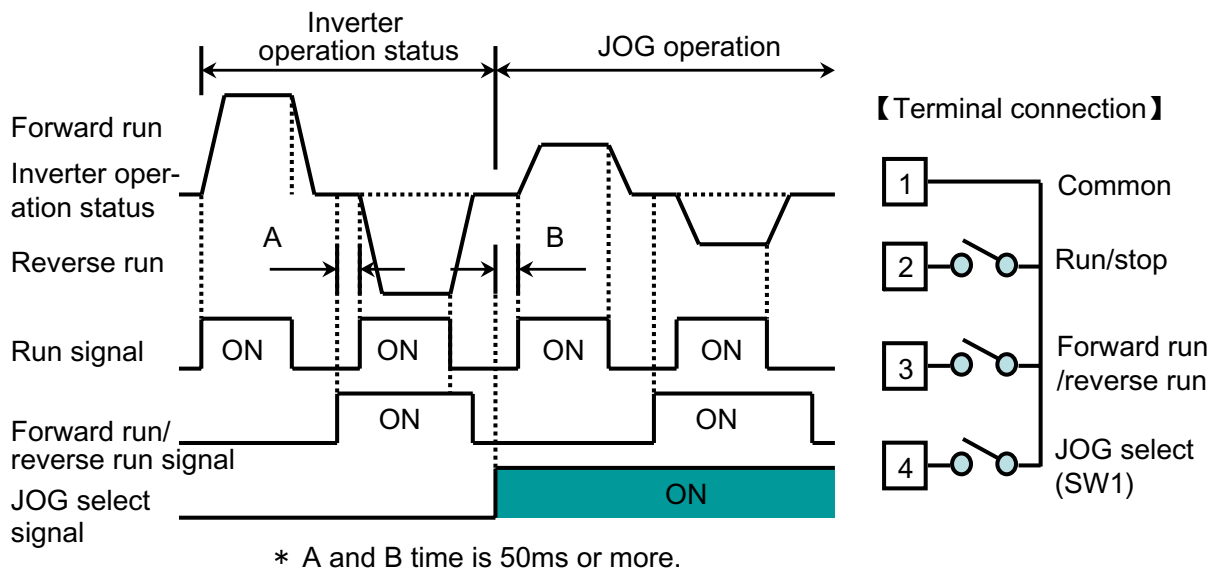 Inverter
operation status
JOG operation
Forward run
Inverter oper-
ation status
A
B
Reverse run
Run signal
ON
ON
ON
ON
Forward run/
reverse run signal
ON
ON
JOG select
signal
ON
* A and B time is 50ms or more.
【Terminal connection】
1
Common
2
Run/stop
3
Forward run
/reverse run
4
JOG select
(SW1)